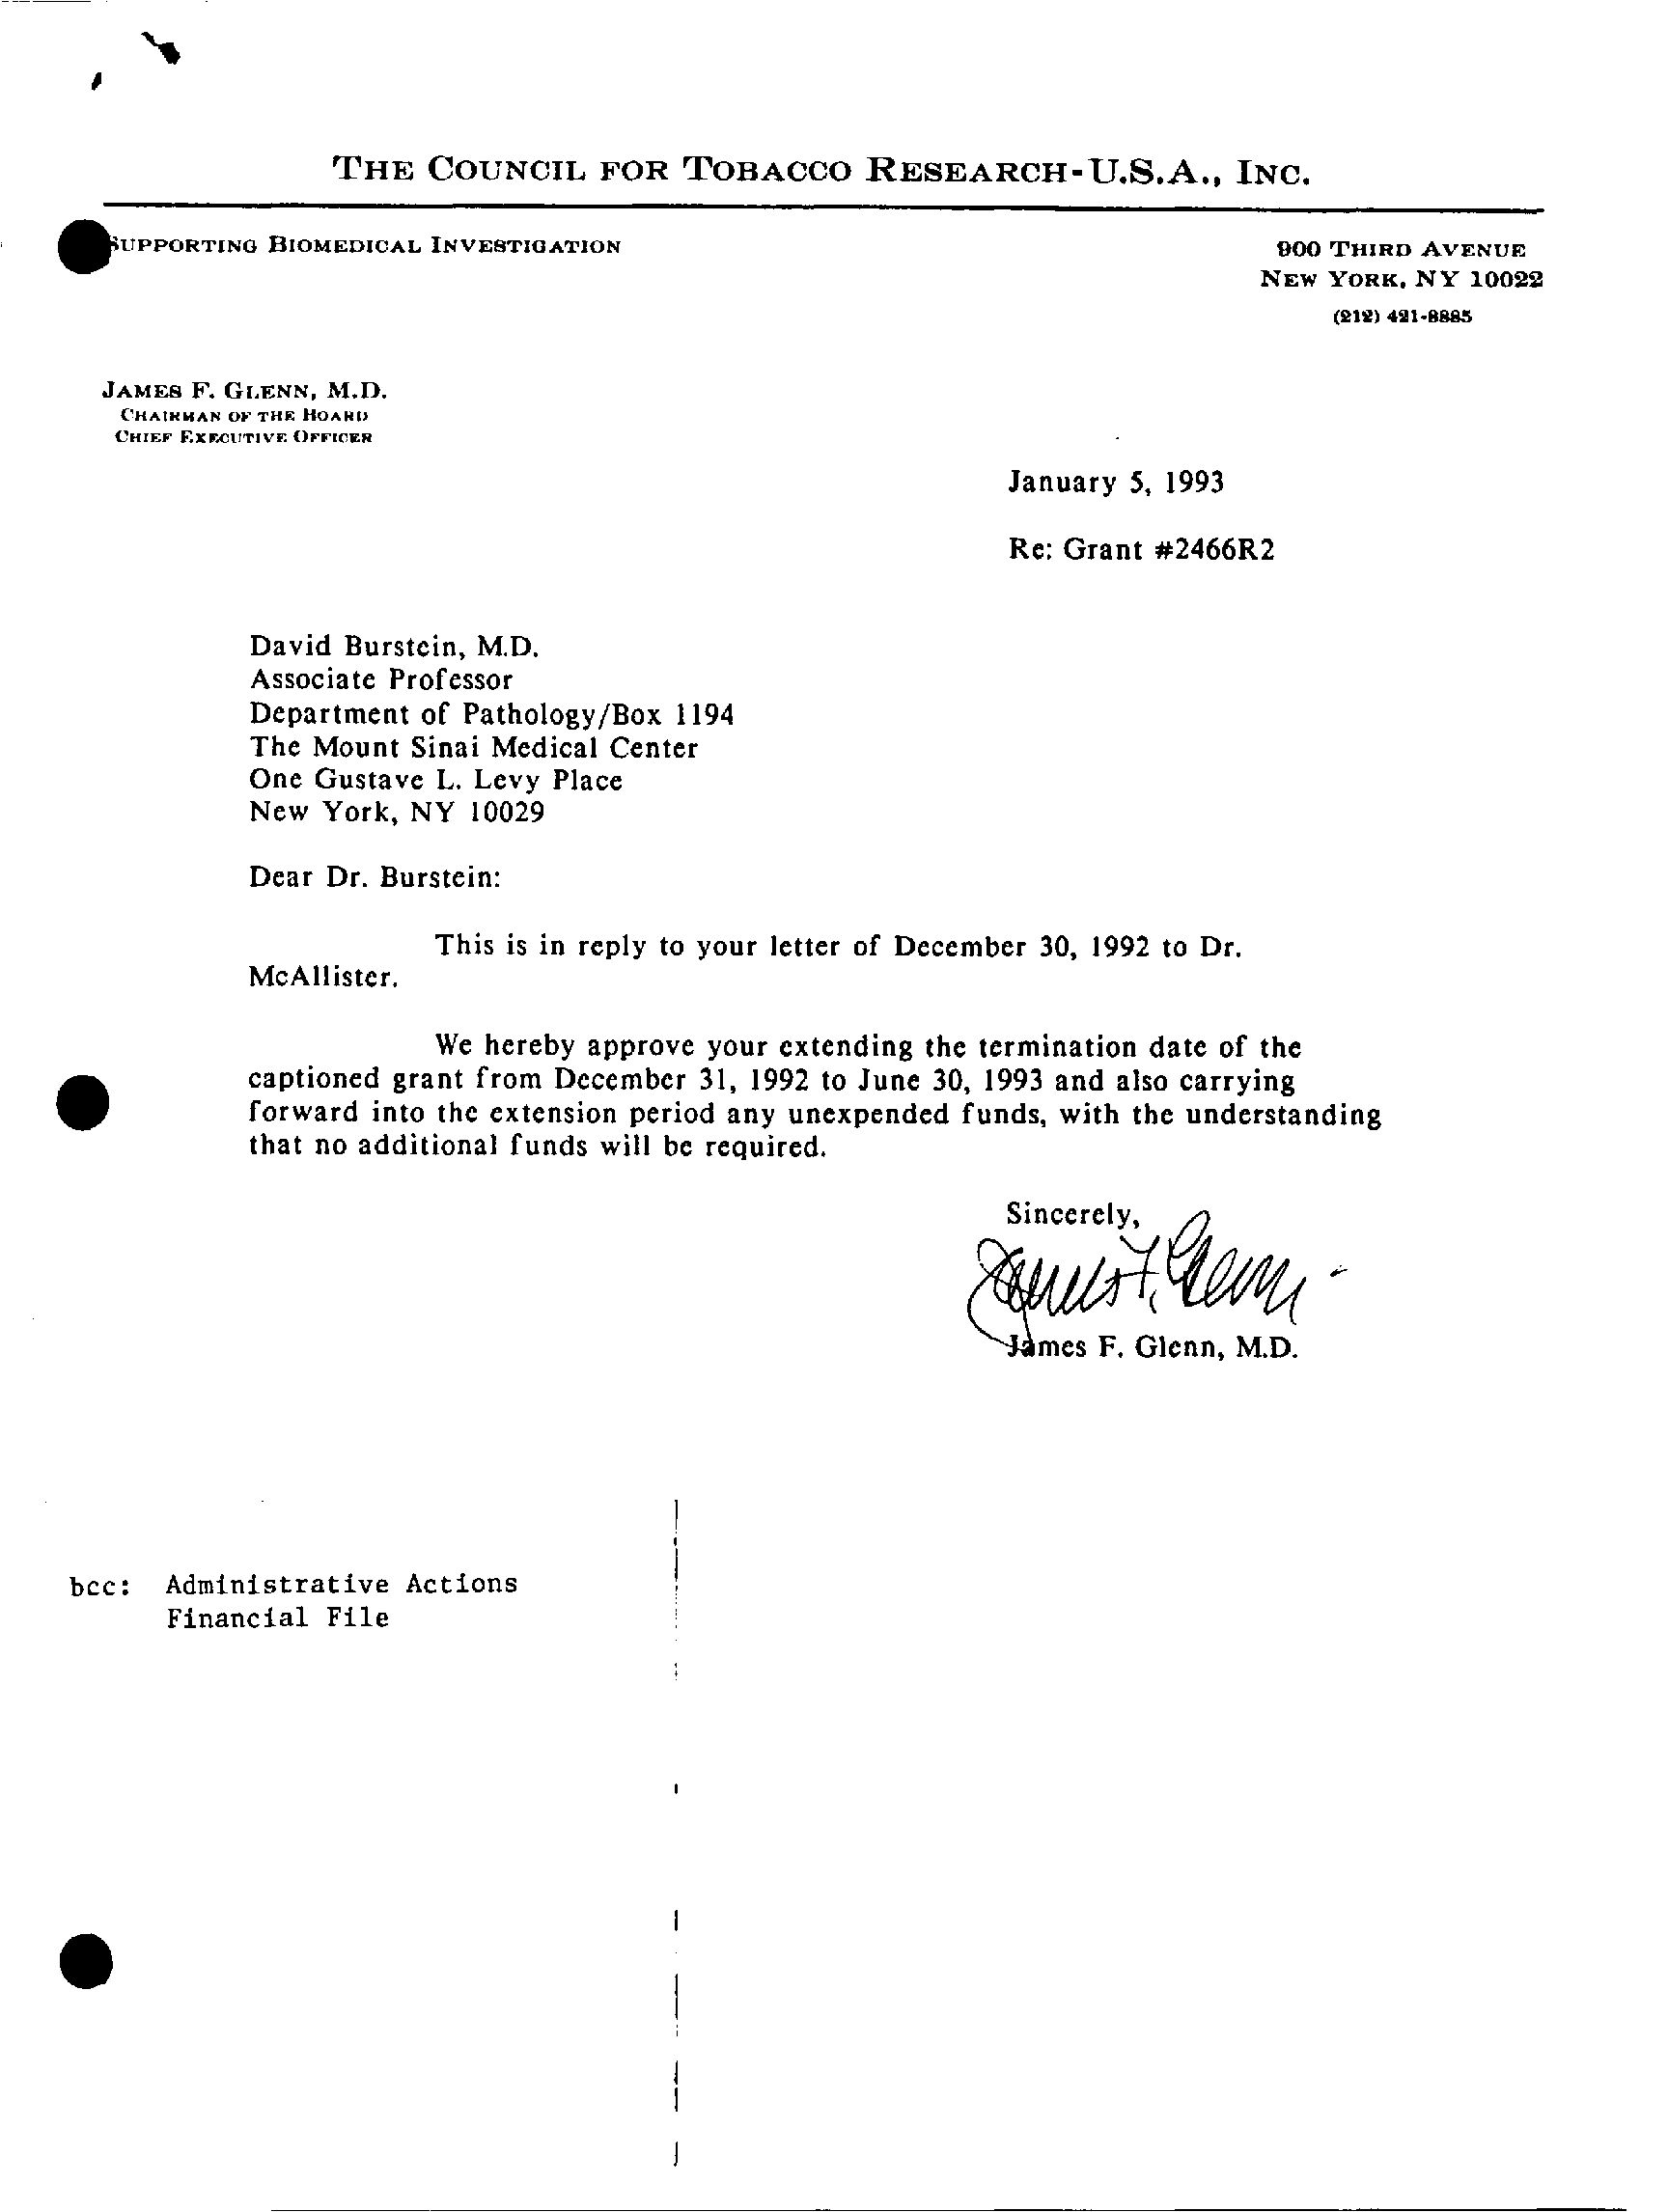 THE COUNCIL FOR TOBACCO RESEARCH-U.S.A., INC.
SUPPORTING BIOMEDICAL INVESTIGATION
900 THIRD AVENUE
NEW YORK, NY 10022
(212) 421-8885
JAMES F. GLENN, M.D.
CHAIRMAN OF THE BOARD
CHIEF EXECUTIVE OFFICER
January 5, 1993
Re: Grant #2466R2
David Burstein, M.D.
Associate Professor
Department of Pathology/Box 1194
The Mount Sinai Medical Center
One Gustave L. Levy Place
New York, NY 10029
Dear Dr. Burstein:
This is in reply to your letter of December 30, 1992 to Dr.
McAllister.
We hereby approve your extending the termination date of the
captioned grant from December 31, 1992 to June 30, 1993 and also carrying
forward into the extension period any unexpended funds, with the understanding
that no additional funds will be required.
Sincerely,
James F. Glenn
James F. Glenn, M.D.
bcc: Administrative Actions
Financial File